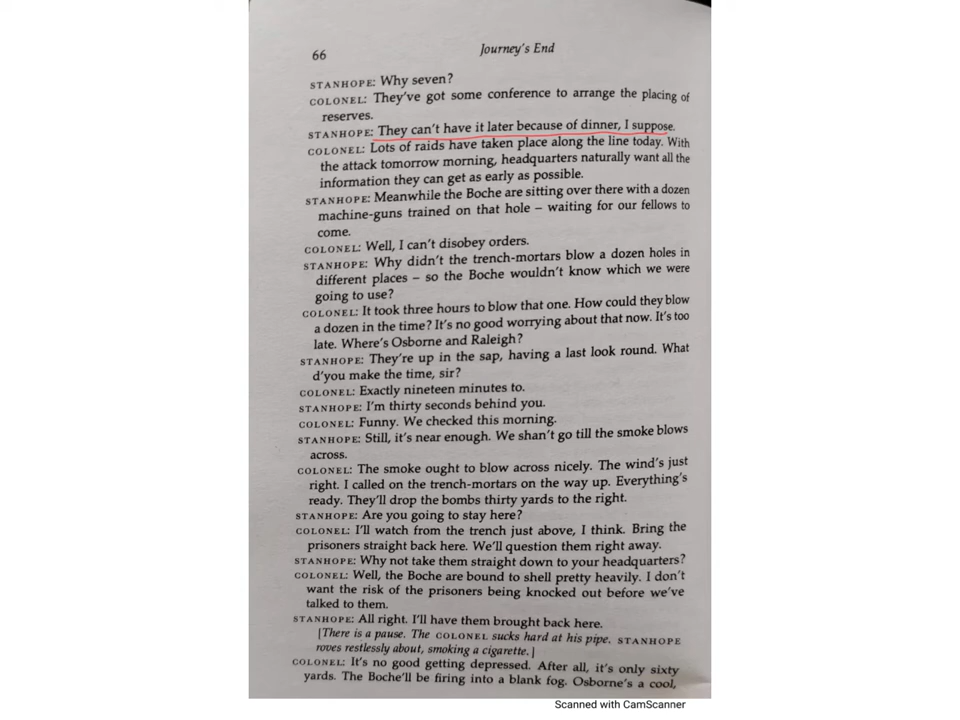 66
Journey's End
STANHOPE: Why seven?
COLONEL: They've got some conference to arrange the placing of
reserves.
STANHOPE: They can't have it later because of dinner, I suppose.
COLONEL: Lots of raids have taken place along the line today. With
the attack tomorrow morning, headquarters naturally want all the
information they can get as early as possible.
STANHOPE: Meanwhile the Boche are sitting over there with a dozen
machine-guns trained on that hole – waiting for our fellows to
come.
COLONEL: Well, I can't disobey orders.
STANHOPE: Why didn't the trench-mortars blow a dozen holes in
different places – so the Boche wouldn't know which we were
going to use?
COLONEL: It took three hours to blow that one. How could they blow
a dozen in the time? It's no good worrying about that now. It's too
late. Where's Osborne and Raleigh?
STANHOPE: They're up in the sap, having a last look round. What
d'you make the time, sir?
COLONEL: Exactly nineteen minutes to.
STANHOPE: I'm thirty seconds behind you.
COLONEL: Funny. We checked this morning.
STANHOPE: Still, it's near enough. We shan't go till the smoke blows
across.
COLONEL: The smoke ought to blow across nicely. The wind's just
right. I called on the trench-mortars on the way up. Everything's
ready. They'll drop the bombs thirty yards to the right.
STANHOPE: Are you going to stay here?
COLONEL: I'll watch from the trench just above, I think. Bring the
prisoners straight back here. We'll question them right away.
STANHOPE: Why not take them straight down to your headquarters?
COLONEL: Well, the Boche are bound to shell pretty heavily. I don't
want the risk of the prisoners being knocked out before we've
talked to them.
STANHOPE: All right. I'll have them brought back here.
[There is a pause. The COLONEL sucks hard at his pipe. STANHOPE
roves restlessly about, smoking a cigarette.]
COLONEL: It's no good getting depressed. After all, it's only sixty
yards. The Boche'll be firing into a blank fog. Osborne's a cool,
Scanned with CamScanner